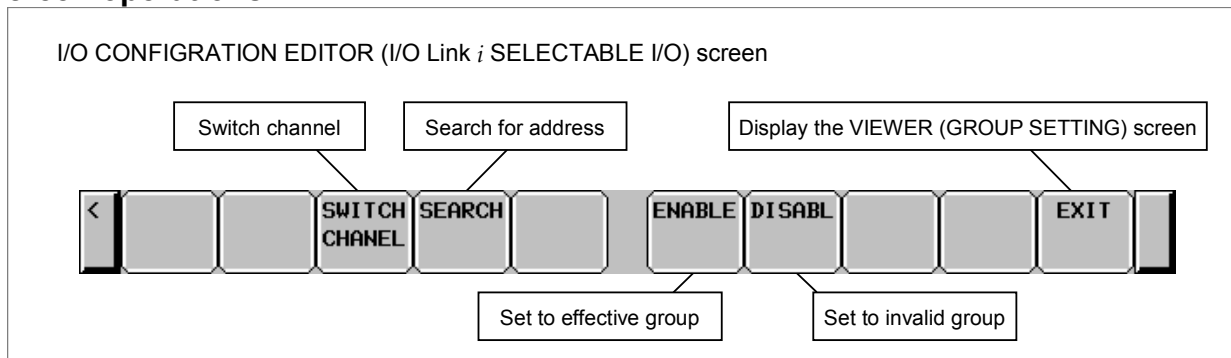 I/O CONFIGRATION EDITOR (I/O Link i SELECTABLE I/O) screen
Switch channel
Search for address
Display the VIEWER (GROUP SETTING) screen
< SWITCH CHANEL SEARCH ENABLE DISABL EXIT
Set to effective group
Set to invalid group